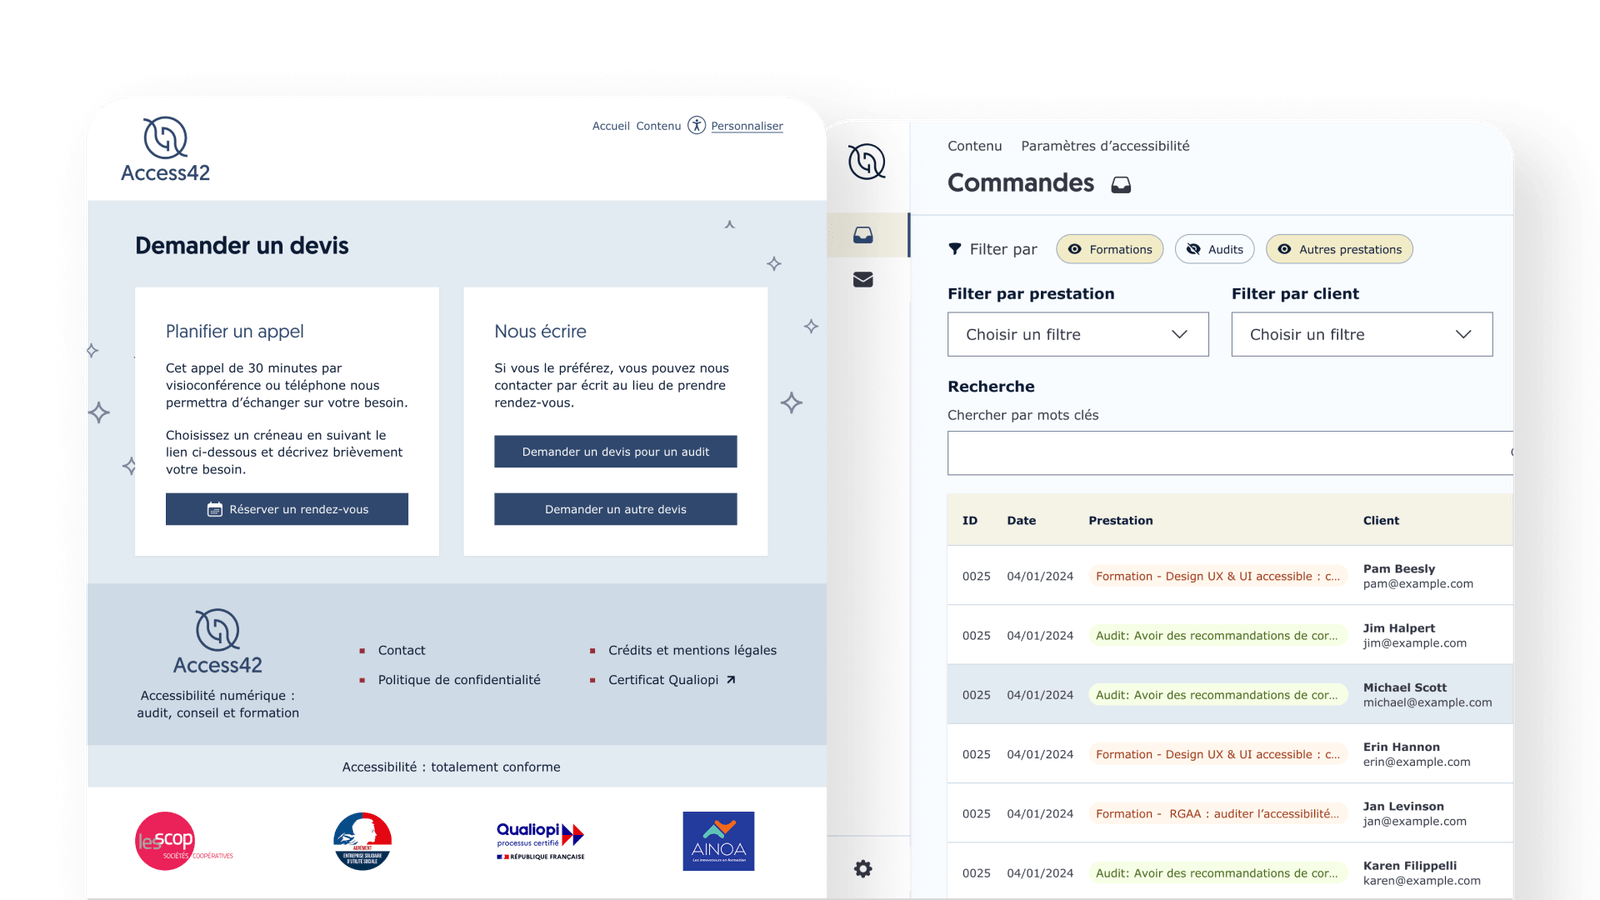 Access42
Accueil Contenu Personnaliser
Demander un devis
Planifier un appel
Cet appel de 30 minutes par
visioconférence ou téléphone nous
permettra d’échanger sur votre besoin.
Choisissez un créneau en suivant le
lien ci-dessous et décrivez brièvement
votre besoin.
Réserver un rendez-vous
Nous écrire
Si vous le préférez, vous pouvez nous
contacter par écrit au lieu de prendre
rendez-vous.
Demander un devis pour un audit
Demander un autre devis
Access42
Accessibilité numérique :
audit, conseil et formation
Contact
Politique de confidentialité
Crédits et mentions légales
Certificat Qualiopi
Accessibilité : totalement conforme
lesscop
SOCIÉTÉS COOPÉRATIVES
AGRÉMENT
ENTREPRISE SOLIDAIRE
D'UTILITÉ SOCIALE
Qualiopi
processus certifié
RÉPUBLIQUE FRANÇAISE
AINOA
Contenu Paramètres d’accessibilité
Commandes
Filter par Formations Audits Autres prestations
Filter par prestation
Choisir un filtre
Filter par client
Choisir un filtre
Recherche
Chercher par mots clés
ID Date Prestation Client
0025 04/01/2024 Formation - Design UX & UI accessible : c... Pam Beesly
pam@example.com
0025 04/01/2024 Audit: Avoir des recommandations de cor... Jim Halpert
jim@example.com
0025 04/01/2024 Audit: Avoir des recommandations de cor... Michael Scott
michael@example.com
0025 04/01/2024 Formation - Design UX & UI accessible : c... Erin Hannon
erin@example.com
0025 04/01/2024 Formation - RGAA : auditer l’accessibilité... Jan Levinson
jan@example.com
0025 04/01/2024 Audit: Avoir des recommandations de cor... Karen Filippelli
karen@example.com